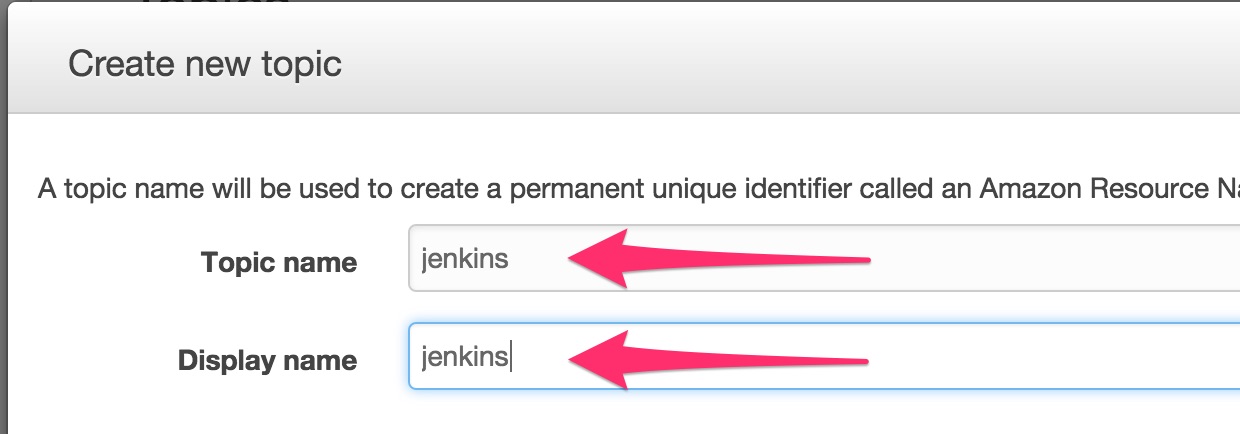 Create new topic
A topic name will be used to create a permanent unique identifier called an Amazon Resource
Topic name
jenkins
Display name
jenkins